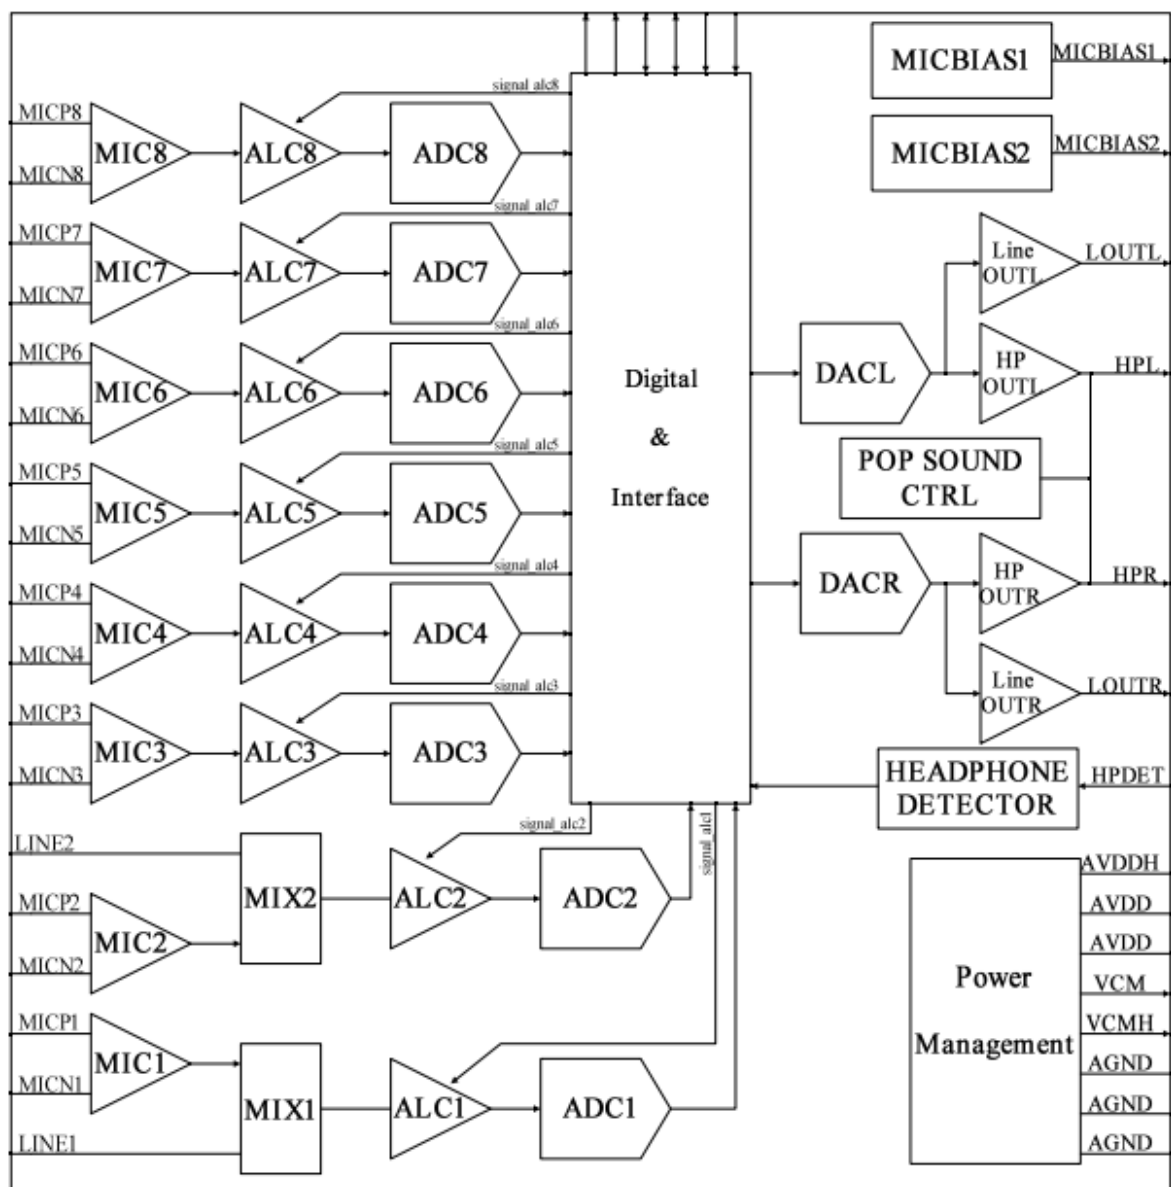 MICBIAS1
MICBIAS1
MICBIAS2
MICBIAS2
signal_alc8
MICP8
MIC8
ALC8
ADC8
MICN8
signal_alc7
MICP7
MIC7
ALC7
ADC7
MICN7
signal_alc6
MICP6
MIC6
ALC6
ADC6
MICN6
signal_alc5
MICP5
MIC5
ALC5
ADC5
MICN5
signal_alc4
MICP4
MIC4
ALC4
ADC4
MICN4
signal_alc3
MICP3
MIC3
ALC3
ADC3
MICN3
Digital
&
Interface
Line
OUTL
LOUTL
DACL
HP
OUTL
HPL
POP SOUND
CTRL
DACR
HP
OUTR
HPR
Line
OUTR
LOUTR
HEADPHONE
DETECTOR
HPDET
signal_alc2
signal_alc1
LINE2
MICP2
MIC2
MICN2
MIX2
ALC2
ADC2
MICP1
MIC1
MICN1
LINE1
MIX1
ALC1
ADC1
Power
Management
AVDDH
AVDD
AVDD
VCM
VCMH
AGND
AGND
AGND